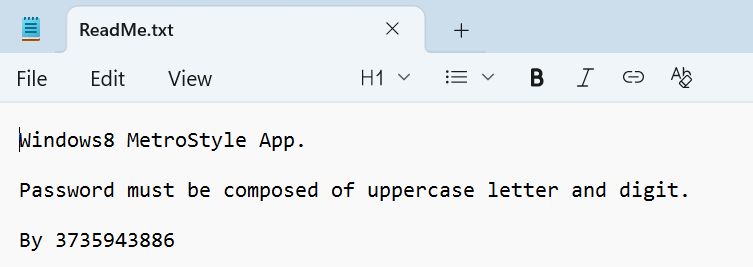 ReadMe.txt
File Edit View H1 B I
Windows8 MetroStyle App.
Password must be composed of uppercase letter and digit.
By 3735943886